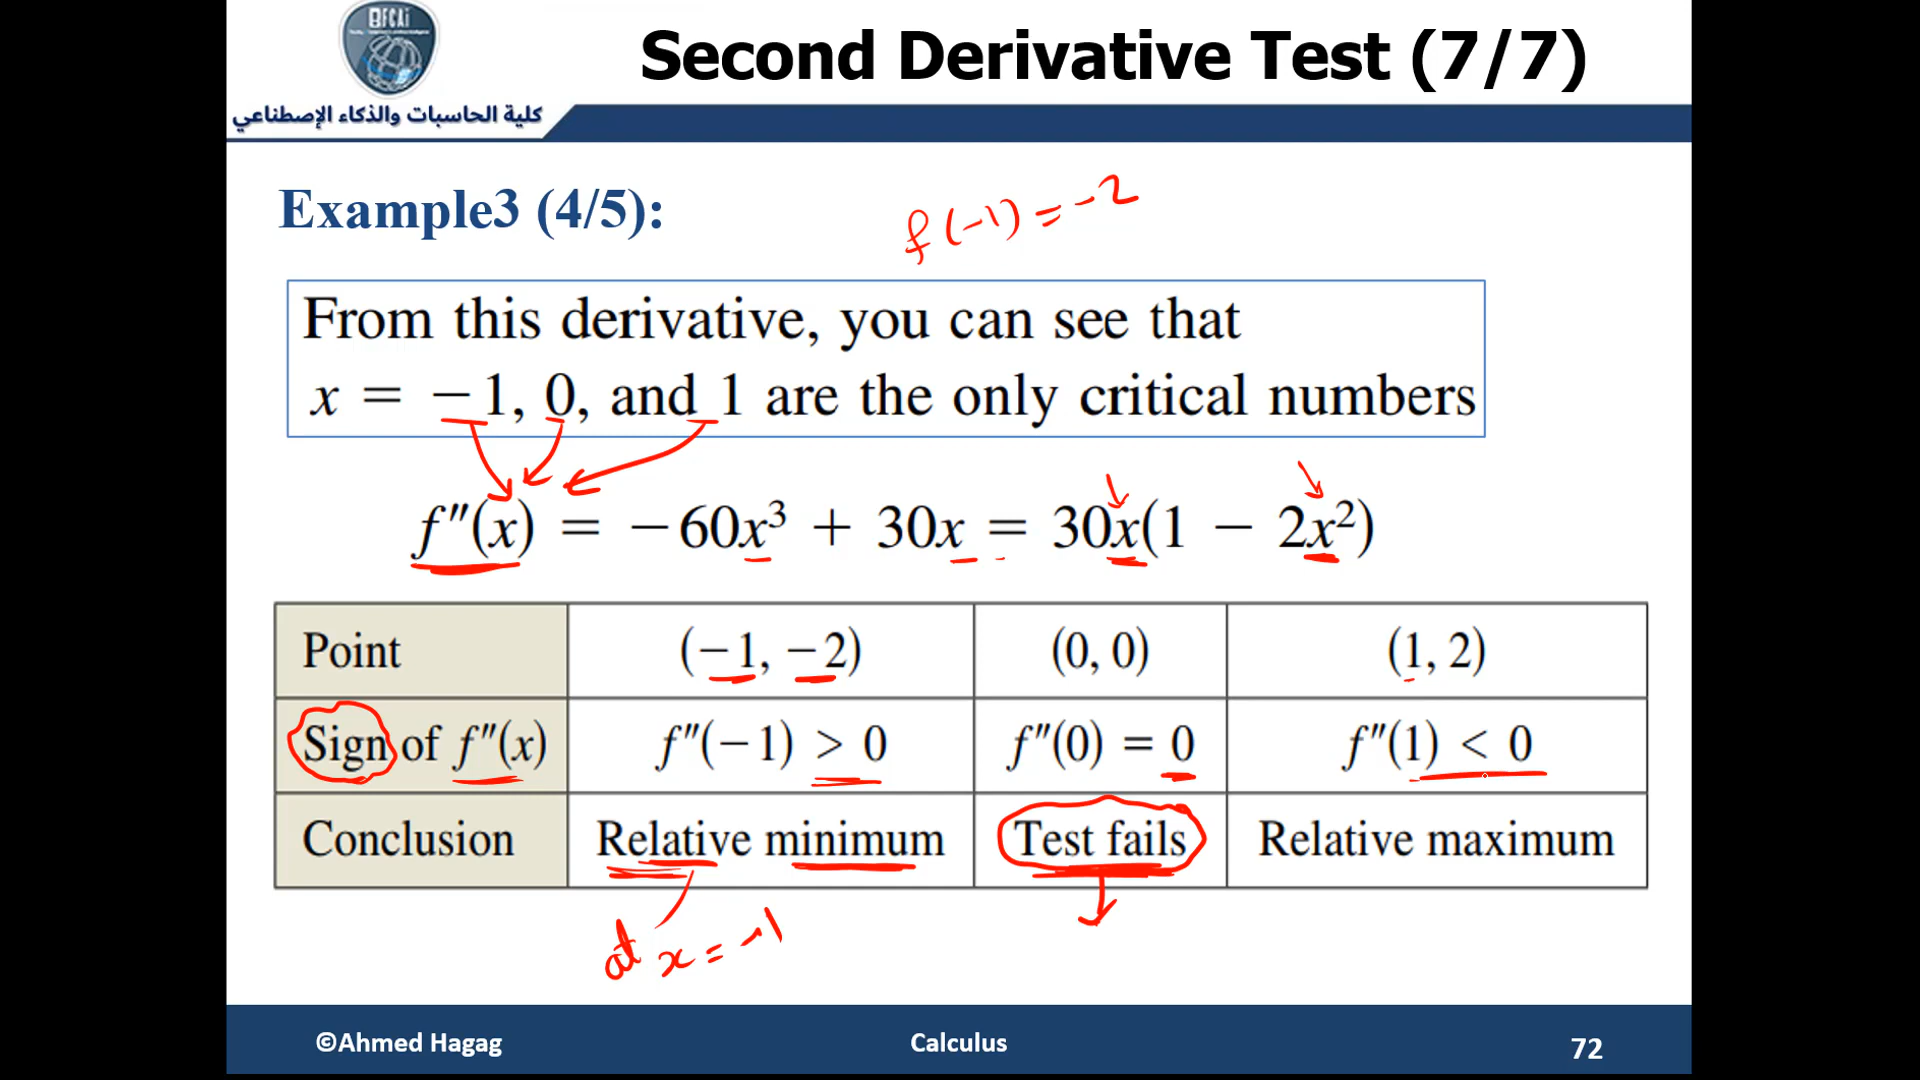 FCAi
Second Derivative Test (7/7)
كلية الحاسبات والذكاء الإصطناعي
Example3 (4/5):
f(-1) = -2
From this derivative, you can see that
x = −1, 0, and 1 are the only critical numbers
f″(x) = −60x³ + 30x = 30x(1 − 2x²)
Point (−1, −2) (0, 0) (1, 2)
Sign of f″(x) f″(−1) > 0 f″(0) = 0 f″(1) < 0
Conclusion Relative minimum Test fails Relative maximum
at x = -1
©Ahmed Hagag Calculus 72